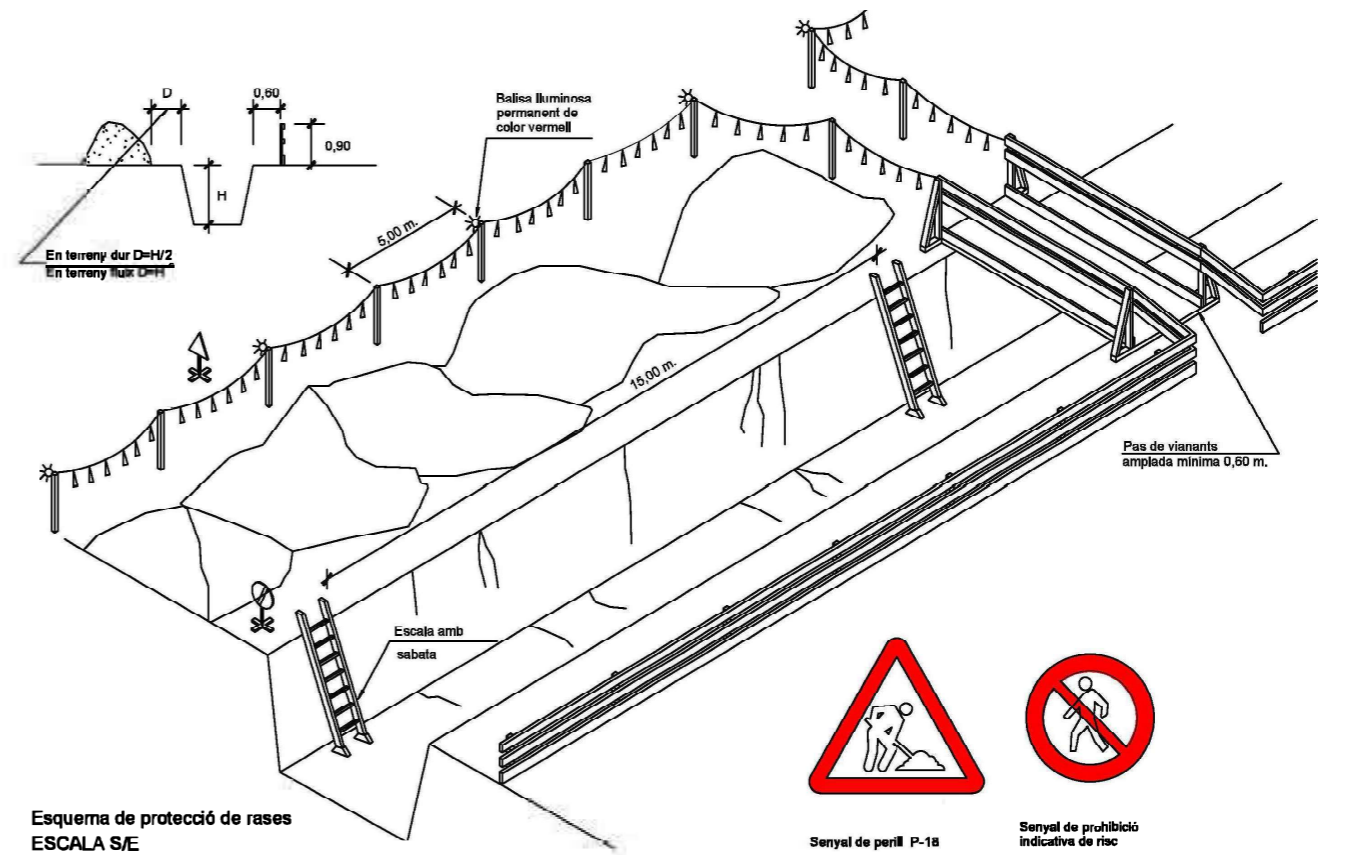 D
0,60
0,90
H
En terreny dur D=H/2
En terreny fluix D=H
Balisa lluminosa
permanent de
color vermell
5,00 m.
15,00 m.
Pas de vianants
amplada mínima 0,60 m.
Escala amb
sabata
Esquema de protecció de rases
ESCALA S/E
Senyal de perill P-18
Senyal de prohibició
indicativa de risc